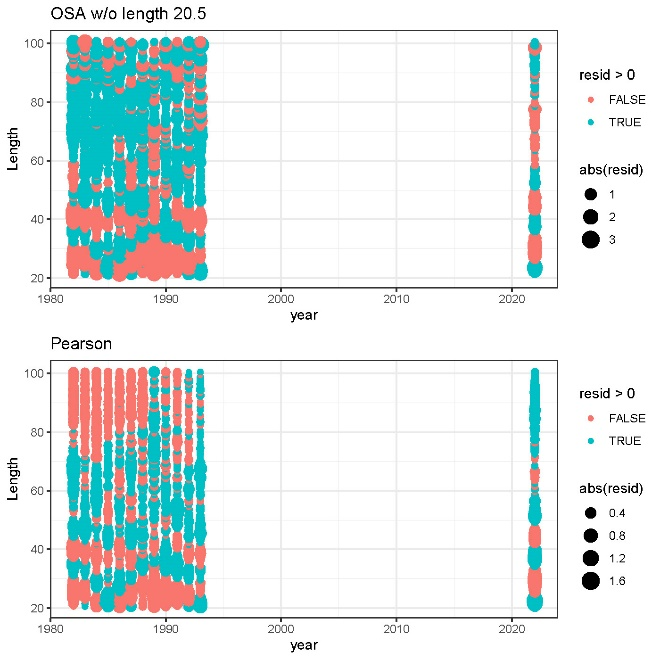 OSA w/o length 20.5
100
80
60
40
20
Length
1980
1990
2000
2010
2020
year
resid > 0
FALSE
TRUE
abs(resid)
1
2
3
Pearson
100
80
60
40
20
Length
1980
1990
2000
2010
2020
year
resid > 0
FALSE
TRUE
abs(resid)
0.4
0.8
1.2
1.6